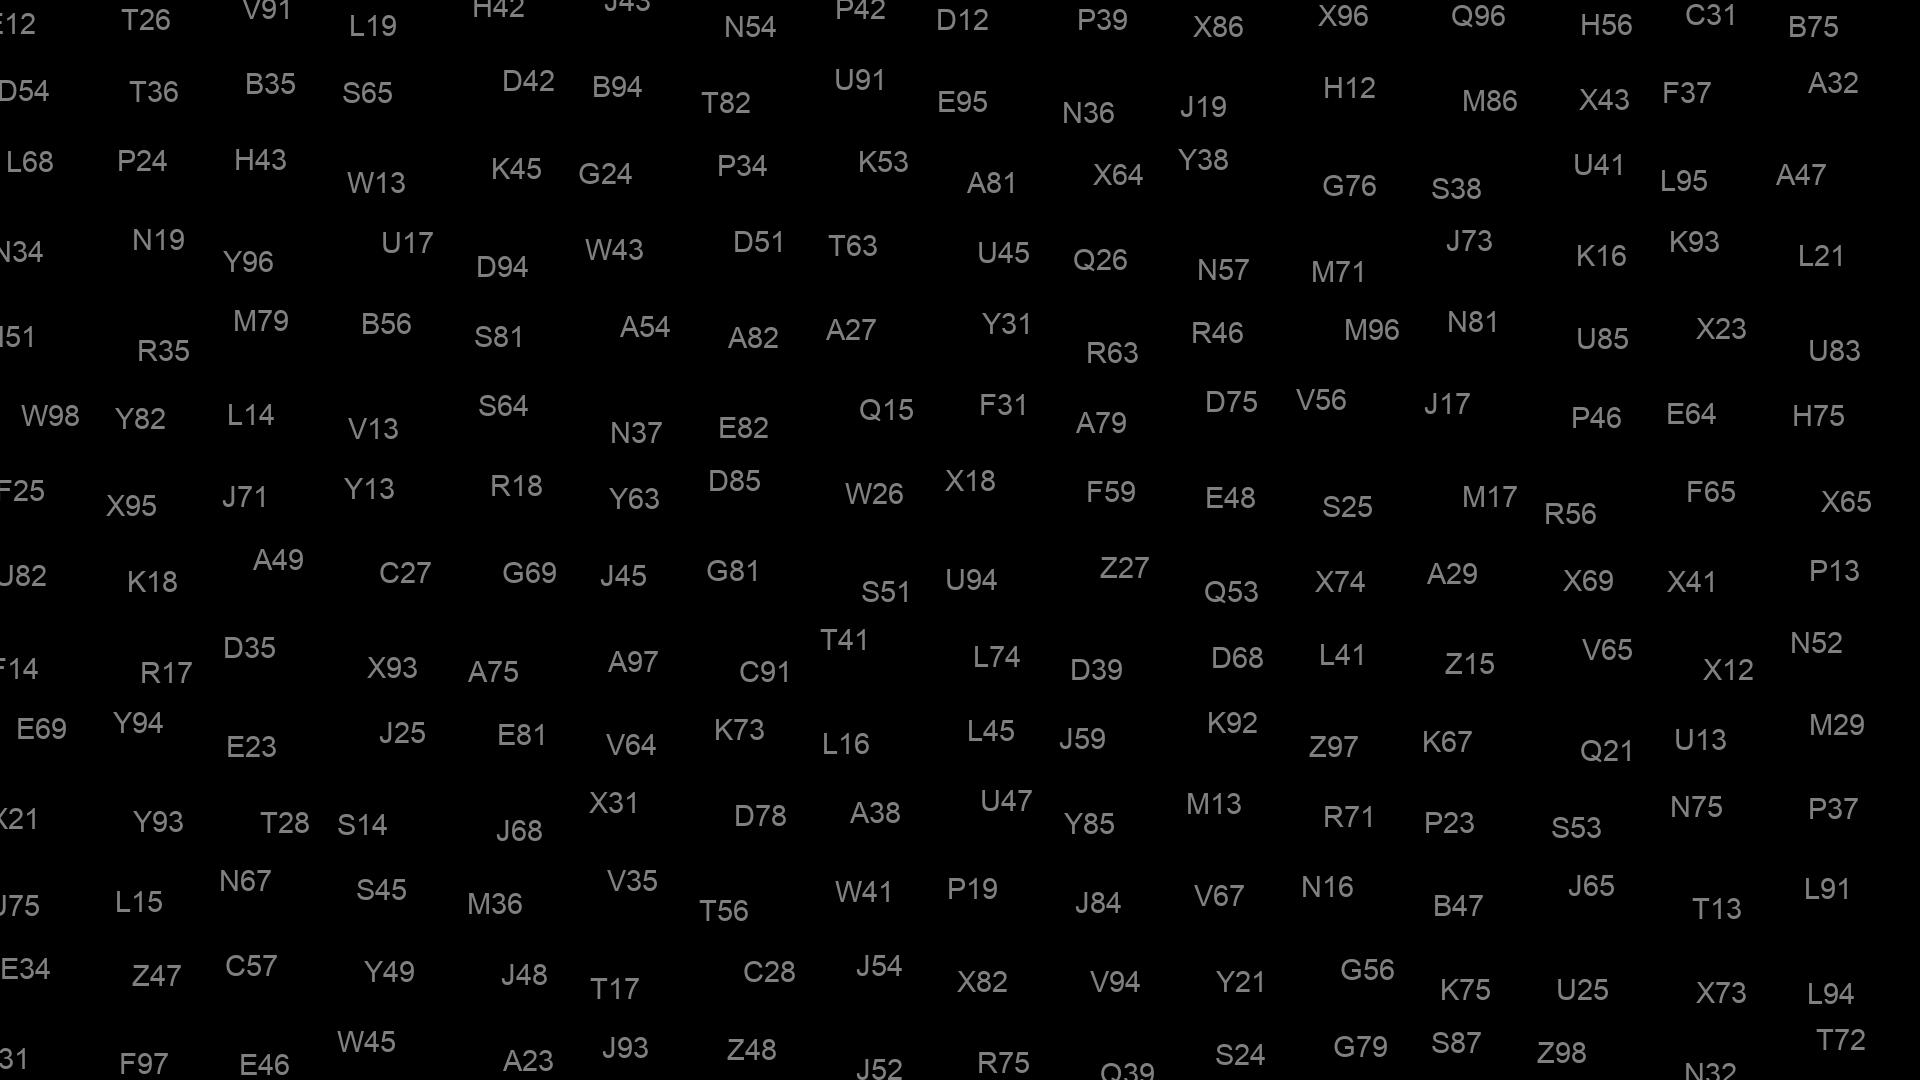 E12 T26 V91 L19 H42 J43 N54 P42 D12 P39 X86 X96 Q96 H56 C31 B75
D54 T36 B35 S65 D42 B94 T82 U91 E95 N36 J19 H12 M86 X43 F37 A32
L68 P24 H43 W13 K45 G24 P34 K53 A81 X64 Y38 G76 S38 U41 L95 A47
N34 N19 Y96 U17 D94 W43 D51 T63 U45 Q26 N57 M71 J73 K16 K93 L21
R35 M79 B56 S81 A54 A82 A27 Y31 R63 R46 M96 N81 U85 X23 U83
W98 Y82 L14 V13 S64 N37 E82 Q15 F31 A79 D75 V56 J17 P46 E64 H75
F25 X95 J71 Y13 R18 Y63 D85 W26 X18 F59 E48 S25 M17 R56 F65 X65
U82 K18 A49 C27 G69 J45 G81 S51 U94 Z27 Q53 X74 A29 X69 X41 P13
F14 R17 D35 X93 A75 A97 C91 T41 L74 D39 D68 L41 Z15 V65 X12 N52
E69 Y94 E23 J25 E81 V64 K73 L16 L45 J59 K92 Z97 K67 Q21 U13 M29
X21 Y93 T28 S14 J68 X31 D78 A38 U47 Y85 M13 R71 P23 S53 N75 P37
L15 N67 S45 M36 V35 T56 W41 P19 J84 V67 N16 B47 J65 T13 L91
E34 Z47 C57 Y49 J48 T17 C28 J54 X82 V94 Y21 G56 K75 U25 X73 L94
31 F97 E46 W45 A23 J93 Z48 J52 R75 Q39 S24 G79 S87 Z98 N32 T72